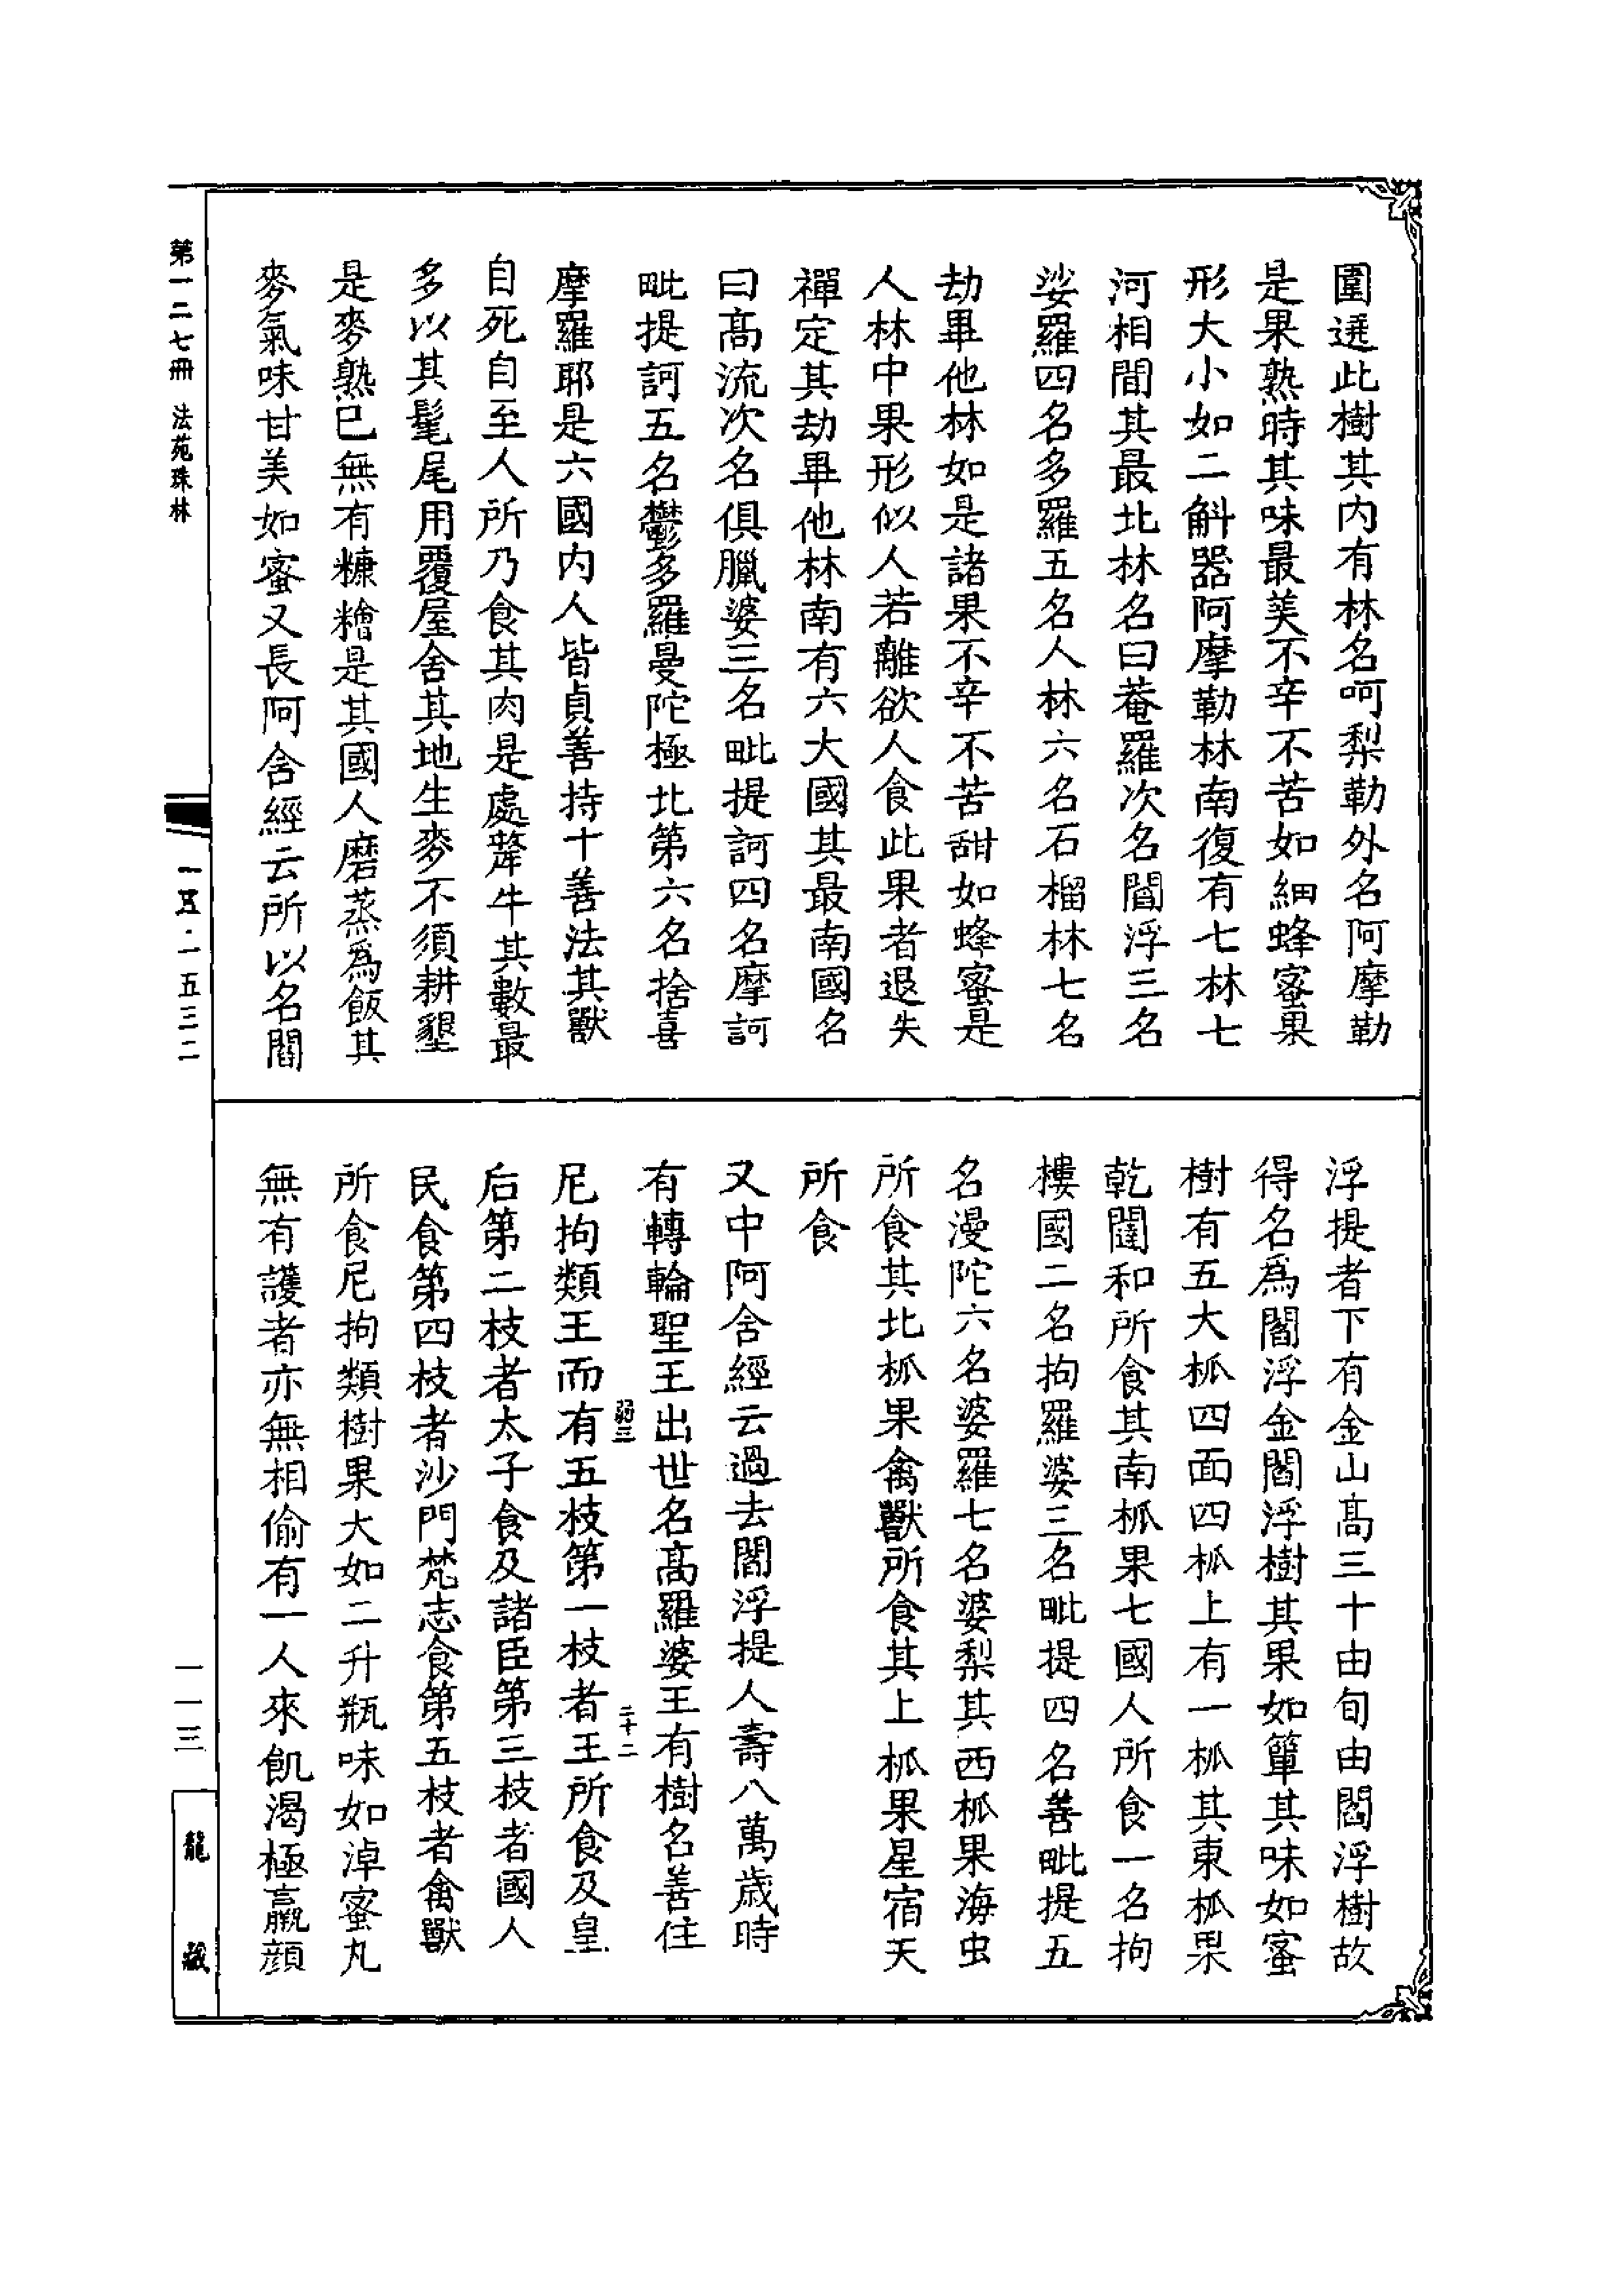 圍遶此樹其内有林名呵梨勒外名阿摩勒
是果熟時其味最美不辛不苦如細蜂蜜果
形大小如二斛器阿摩勒林南復有七林七
河相間其最北林名曰菴羅次名閻浮三名
娑羅四名多羅五名人林六名石榴林七名
劫畢他林如是諸果不辛不苦甜如蜂蜜是
人林中果形似人若離欲人食此果者退失
禪定其劫畢他林南有六大國其最南國名
曰高流次名俱臘婆三名毗提訶四名摩訶
毗提訶五名鬱多羅曼陀極北第六名捨喜
摩羅耶是六國内人皆貞善持十善法其獸
自死自至人所乃食其肉是處犛牛其數最
多以其髦尾用覆屋舍其地生麥不須耕墾
是麥熟已無有糠糩是其國人磨蒸爲飯其
麥氣味甘美如蜜又長阿含經云所以名閻
浮提者下有金山高三十由旬由閻浮樹故
得名爲閻浮金閻浮樹其果如簞其味如蜜
樹有五大柧四面四柧上有一柧其東柧果
乾闥和所食其南柧果七國人所食一名拘
樓國二名拘羅婆三名毗提四名善毗提五
名漫陀六名婆羅七名婆梨其西柧果海虫
所食其北柧果禽獸所食其上柧果星宿天
所食
又中阿含經云過去閻浮提人壽八萬歲時
有轉輪聖王出世名高羅婆王有樹名善住
尼拘類王而有五枝第一枝者王所食及皇
后第二枝者太子食及諸臣第三枝者國人
民食第四枝者沙門梵志食第五枝者禽獸
所食尼拘類樹果大如二升瓶味如淖蜜丸
無有護者亦無相偷有一人來飢渴極羸顔
弱三
二十二
第一二七冊 法苑珠林
一五·一五三二
一一三
龍藏